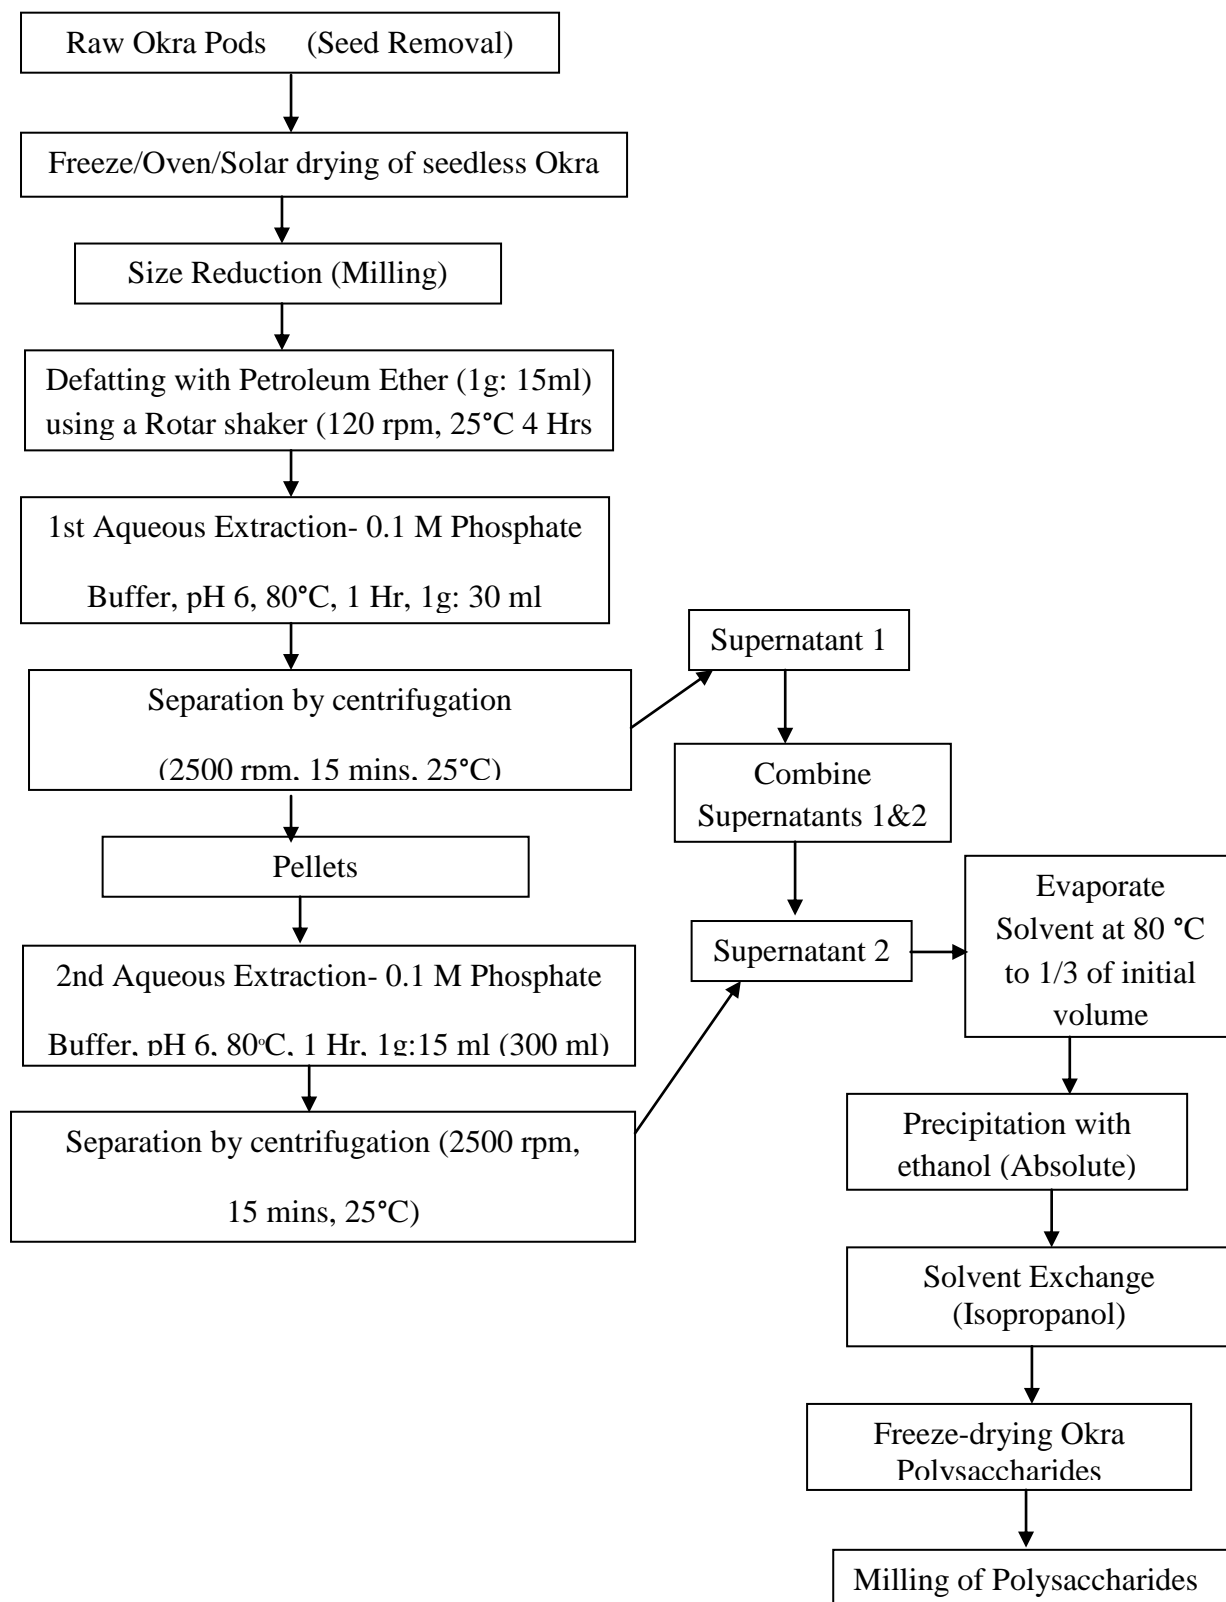 Raw Okra Pods (Seed Removal)
Freeze/Oven/Solar drying of seedless Okra
Size Reduction (Milling)
Defatting with Petroleum Ether (1g: 15ml)
using a Rotar shaker (120 rpm, 25°C 4 Hrs
1st Aqueous Extraction- 0.1 M Phosphate
Buffer, pH 6, 80°C, 1 Hr, 1g: 30 ml
Separation by centrifugation
(2500 rpm, 15 mins, 25°C)
Pellets
2nd Aqueous Extraction- 0.1 M Phosphate
Buffer, pH 6, 80°C, 1 Hr, 1g:15 ml (300 ml)
Separation by centrifugation (2500 rpm,
15 mins, 25°C)
Supernatant 1
Combine
Supernatants 1&2
Supernatant 2
Evaporate
Solvent at 80 °C
to 1/3 of initial
volume
Precipitation with
ethanol (Absolute)
Solvent Exchange
(Isopropanol)
Freeze-drying Okra
Polysaccharides
Milling of Polysaccharides